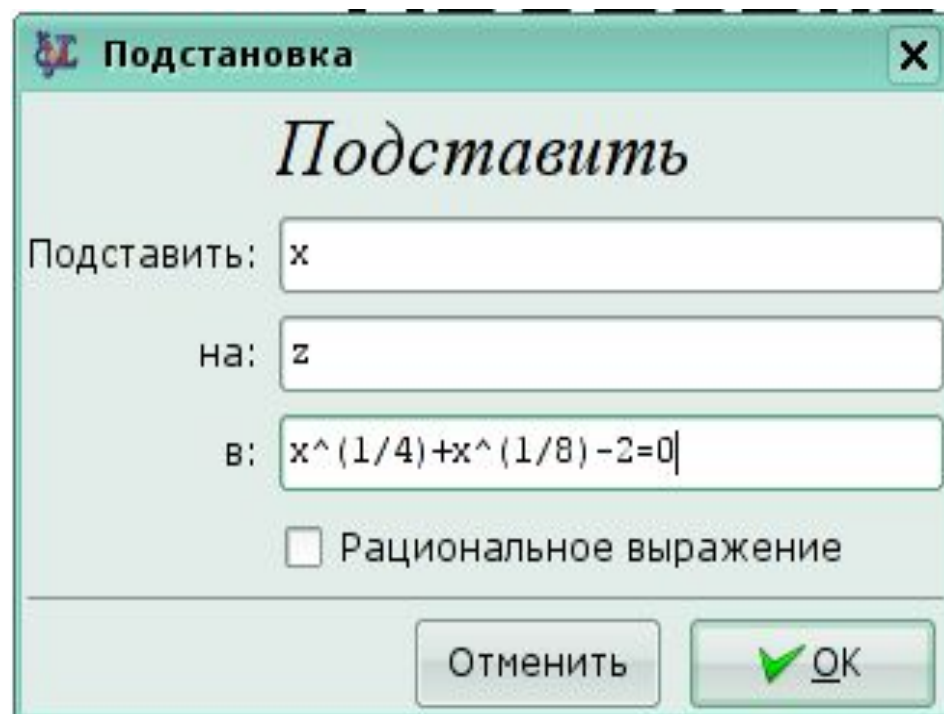 Подстановка
Подставить
Подставить: x
на: z
в: x^(1/4)+x^(1/8)-2=0
Рациональное выражение
Отменить OK